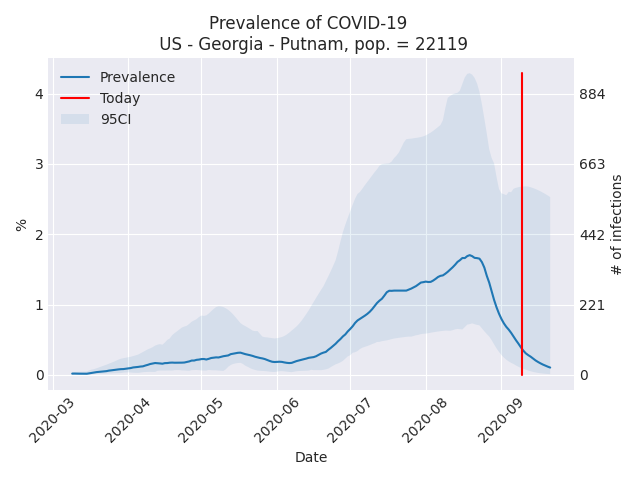 Prevalence of COVID-19
US - Georgia - Putnam, pop. = 22119
Prevalence
Today
95CI
4
3
2
1
0
%
884
663
442
221
0
# of infections
2020-03
2020-04
2020-05
2020-06
2020-07
2020-08
2020-09
Date